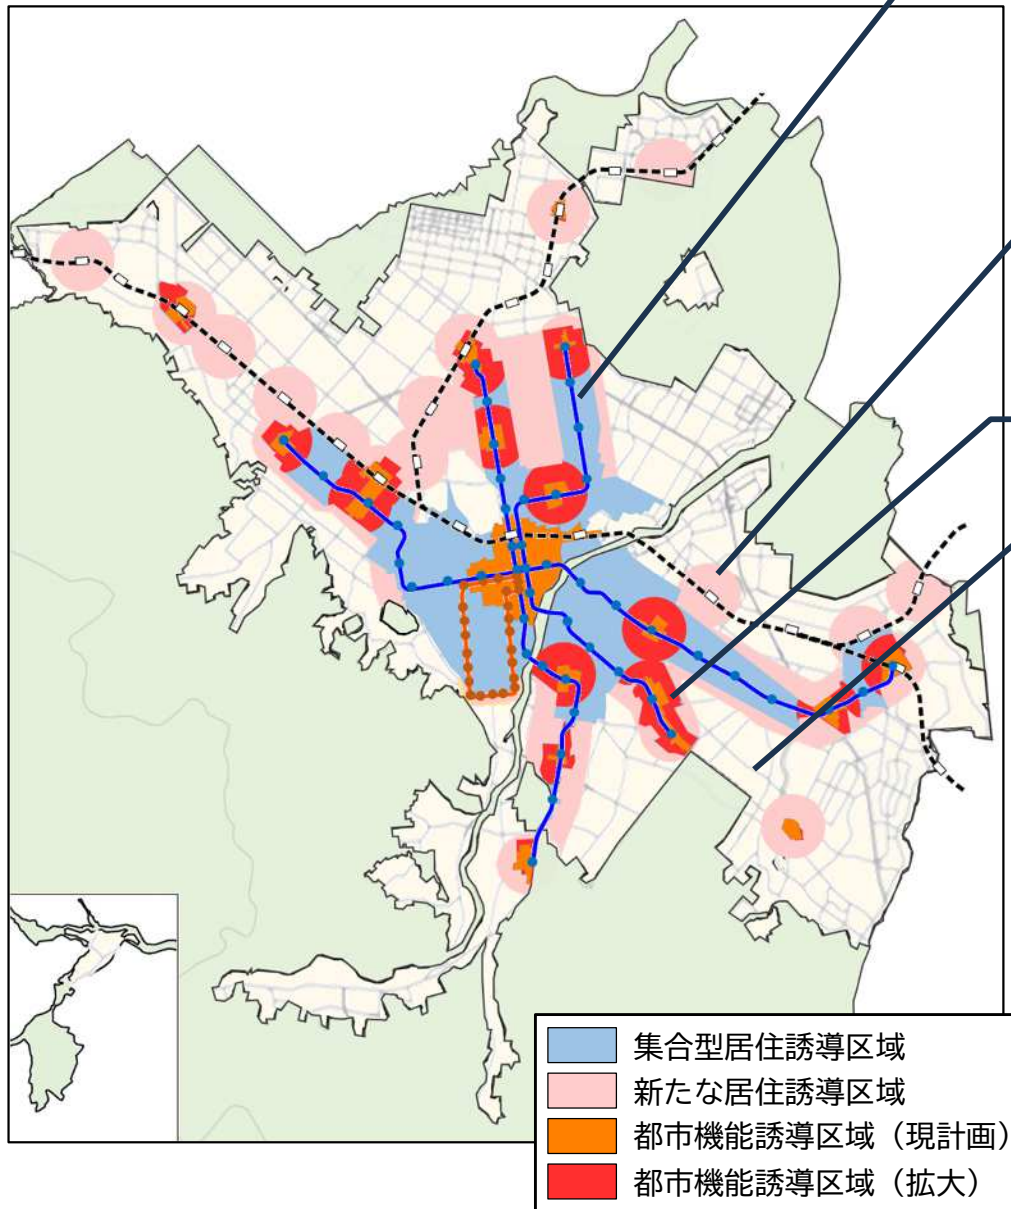 集合型居住誘導区域
新たな居住誘導区域
都市機能誘導区域（現計画）
都市機能誘導区域（拡大）